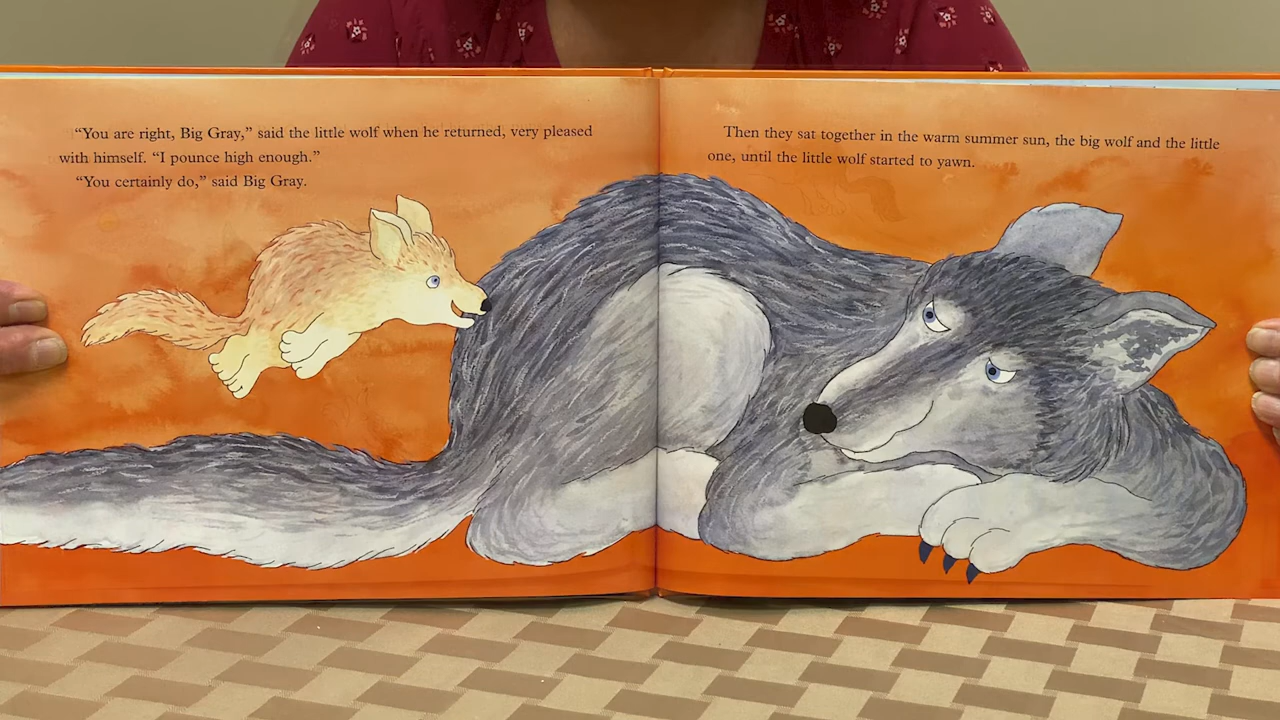 “You are right, Big Gray,” said the little wolf when he returned, very pleased
with himself. “I pounce high enough.”
“You certainly do,” said Big Gray.
Then they sat together in the warm summer sun, the big wolf and the little
one, until the little wolf started to yawn.